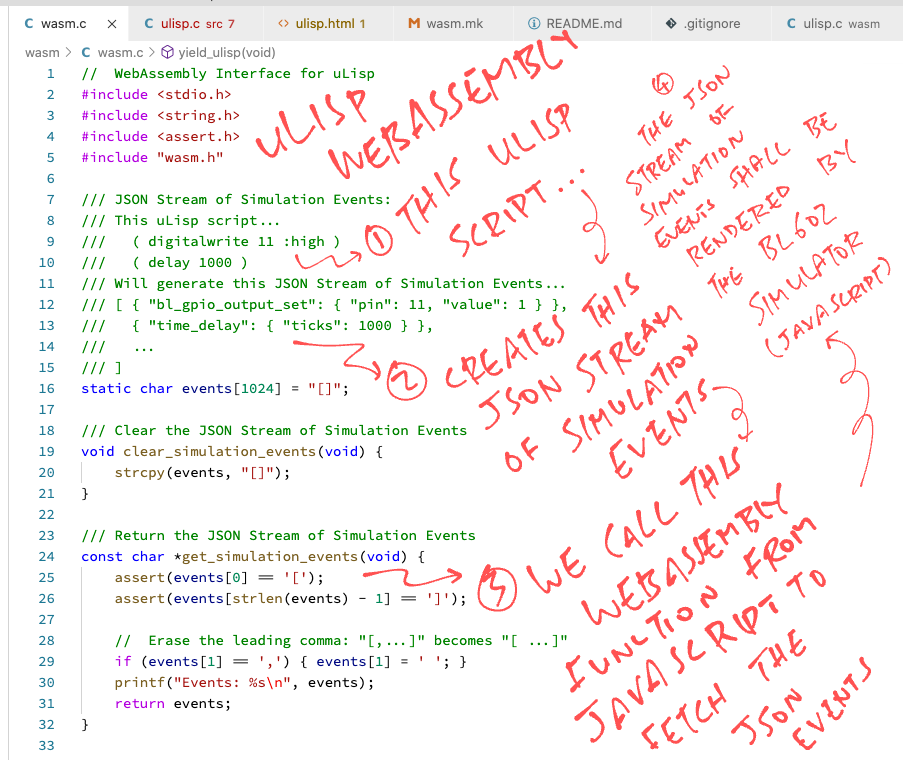 wasm.c
ulisp.c src 7
ulisp.html 1
wasm.mk
README.md
.gitignore
ulisp.c wasm
wasm > C wasm.c > yield_ulisp(void)
1 //  WebAssembly Interface for uLisp
2 #include <stdio.h>
3 #include <string.h>
4 #include <assert.h>
5 #include "wasm.h"
6
7 /// JSON Stream of Simulation Events:
8 /// This uLisp script...
9 ///   ( digitalwrite 11 :high )
10 ///   ( delay 1000 )
11 /// Will generate this JSON Stream of Simulation Events...
12 /// [ { "bl_gpio_output_set": { "pin": 11, "value": 1 } },
13 ///   { "time_delay": { "ticks": 1000 } },
14 ///   ...
15 /// ]
16 static char events[1024] = "[]";
17
18 /// Clear the JSON Stream of Simulation Events
19 void clear_simulation_events(void) {
20     strcpy(events, "[]");
21 }
22
23 /// Return the JSON Stream of Simulation Events
24 const char *get_simulation_events(void) {
25     assert(events[0] == '[');
26     assert(events[strlen(events) - 1] == ']');
27
28     //  Erase the leading comma: "[,...]" becomes "[ ...]"
29     if (events[1] == ',') { events[1] = ' '; }
30     printf("Events: %s\n", events);
31     return events;
32 }
33
ULISP
WEBASSEMBLY
① THIS ULISP
SCRIPT...
② CREATES THIS
JSON STREAM
OF SIMULATION
EVENTS
③ WE CALL THIS
WEBASSEMBLY
FUNCTION FROM
JAVASCRIPT TO
FETCH THE
JSON
EVENTS
④
THE JSON
STREAM OF
SIMULATION
EVENTS SHALL BE
RENDERED BY
THE BL602
SIMULATOR
(JAVASCRIPT)